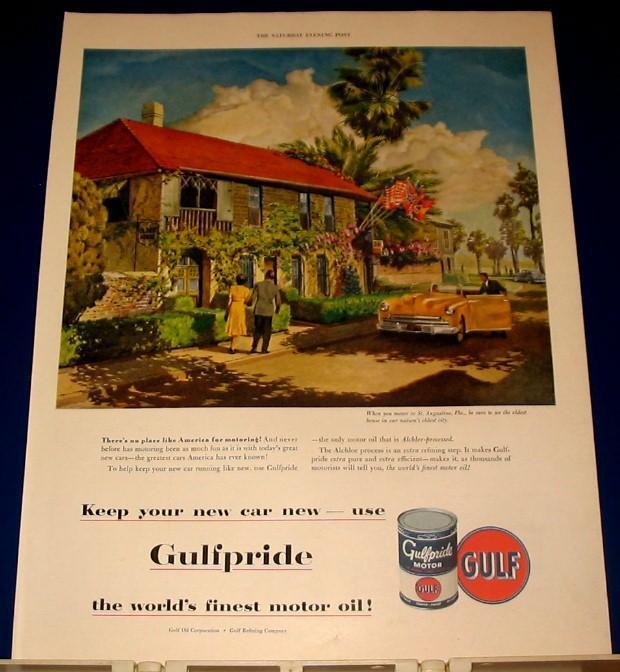 THE SATURDAY EVENING POST
When you motor to St. Augustine, Fla., be sure to see the oldest
house in our nation's oldest city.
There's no place like America for motoring! And never
before has motoring been as much fun as it is with today's great
new cars—the greatest cars America has ever known!
To help keep your new car running like new, use Gulfpride
—the only motor oil that is Alchlor-processed.
The Alchlor process is an extra refining step. It makes Gulf-
pride extra pure and extra efficient—makes it, as thousands of
motorists will tell you, the world's finest motor oil!
Keep your new car new — use
Gulfpride
the world's finest motor oil!
Gulfpride
MOTOR
GULF
GULF
Gulf Oil Corporation • Gulf Refining Company